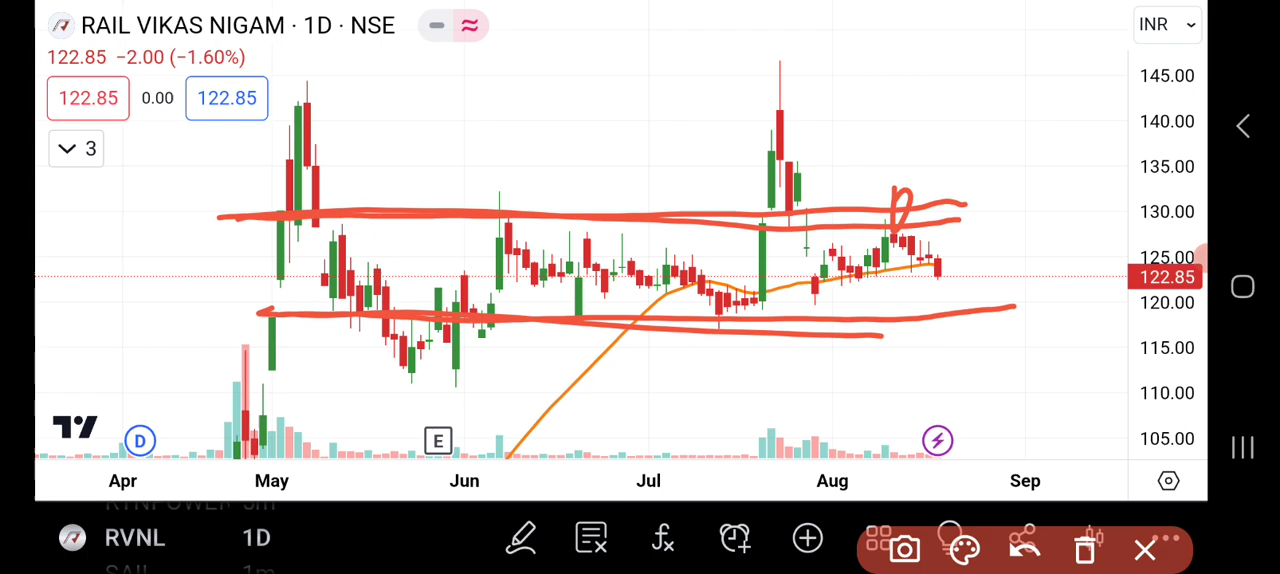 RAIL VIKAS NIGAM · 1D · NSE
INR
122.85 −2.00 (−1.60%)
122.85 0.00 122.85
3
145.00
140.00
135.00
130.00
125.00
122.85
120.00
115.00
110.00
105.00
D
E
Apr May Jun Jul Aug Sep
RVNL 1D